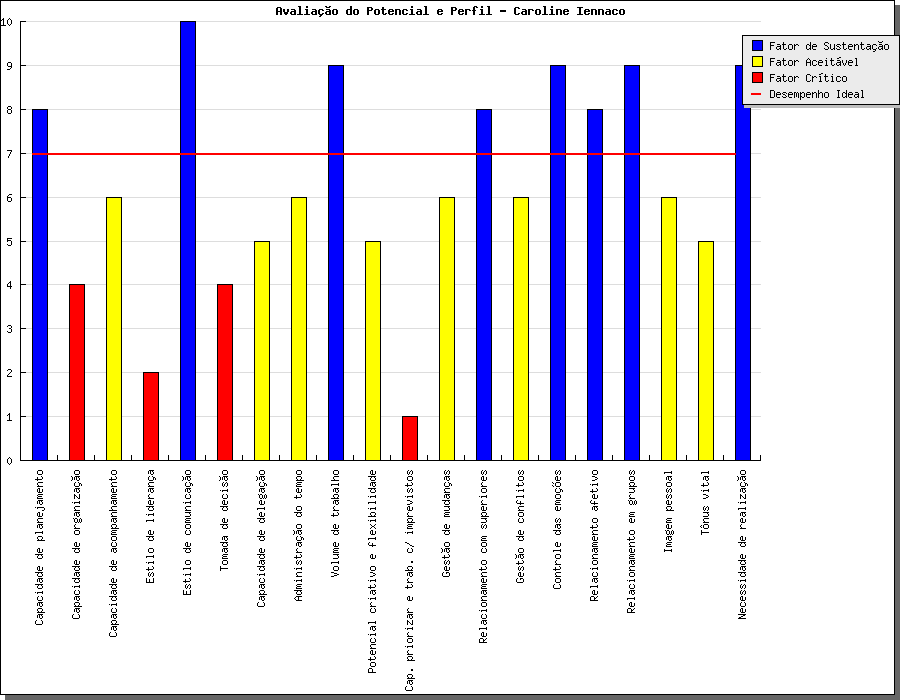 Avaliação do Potencial e Perfil - Caroline Iennaco
Fator de Sustentação
Fator Aceitável
Fator Crítico
Desempenho Ideal
10
9
8
7
6
5
4
3
2
1
0
Capacidade de planejamento
Capacidade de organização
Capacidade de acompanhamento
Estilo de liderança
Estilo de comunicação
Tomada de decisão
Capacidade de delegação
Administração do tempo
Volume de trabalho
Potencial criativo e flexibilidade
Cap. priorizar e trab. c/ imprevistos
Gestão de mudanças
Relacionamento com superiores
Gestão de conflitos
Controle das emoções
Relacionamento afetivo
Relacionamento em grupos
Imagem pessoal
Tônus vital
Necessidade de realização